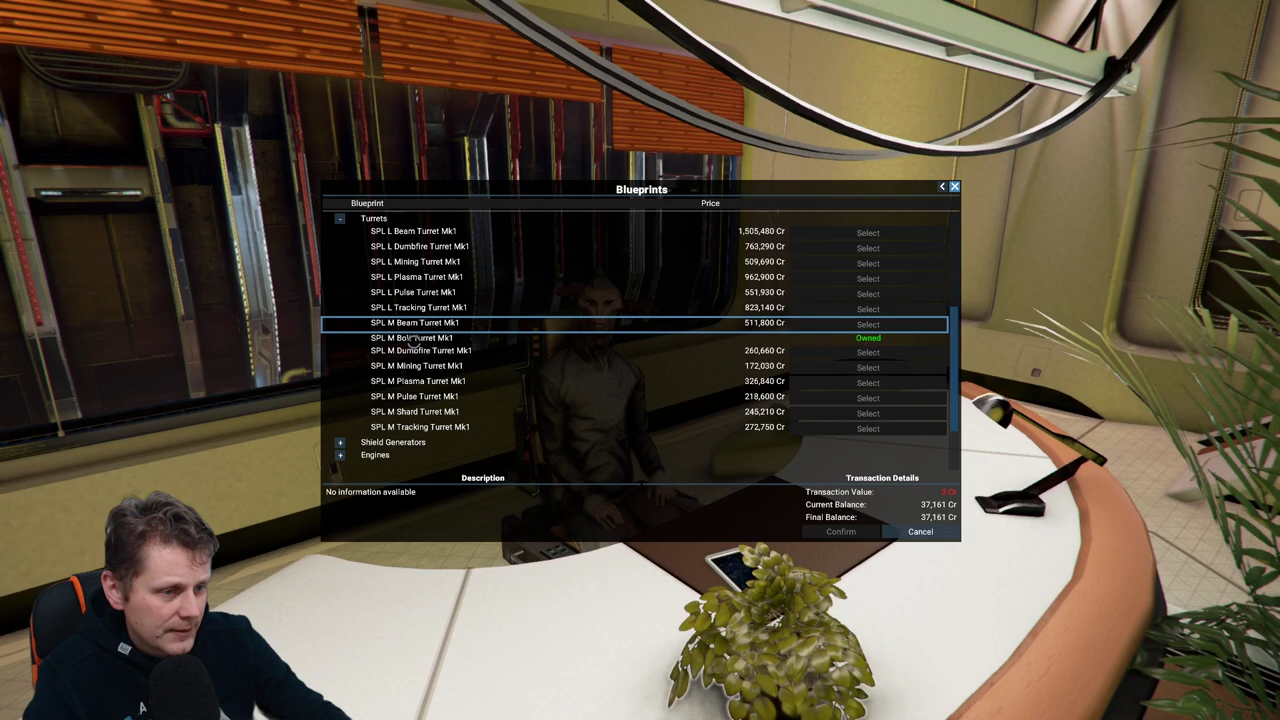 Blueprints
Blueprint Price
- Turrets
SPL L Beam Turret Mk1 1,505,480 Cr Select
SPL L Dumbfire Turret Mk1 763,290 Cr Select
SPL L Mining Turret Mk1 509,690 Cr Select
SPL L Plasma Turret Mk1 962,900 Cr Select
SPL L Pulse Turret Mk1 551,930 Cr Select
SPL L Tracking Turret Mk1 823,140 Cr Select
SPL M Beam Turret Mk1 511,800 Cr Select
SPL M Bolt Turret Mk1 Owned
SPL M Dumbfire Turret Mk1 260,660 Cr Select
SPL M Mining Turret Mk1 172,030 Cr Select
SPL M Plasma Turret Mk1 326,840 Cr Select
SPL M Pulse Turret Mk1 218,600 Cr Select
SPL M Shard Turret Mk1 245,210 Cr Select
SPL M Tracking Turret Mk1 272,750 Cr Select
+ Shield Generators
+ Engines
Description Transaction Details
No information available Transaction Value: 0 Cr
Current Balance: 37,161 Cr
Final Balance: 37,161 Cr
Confirm Cancel